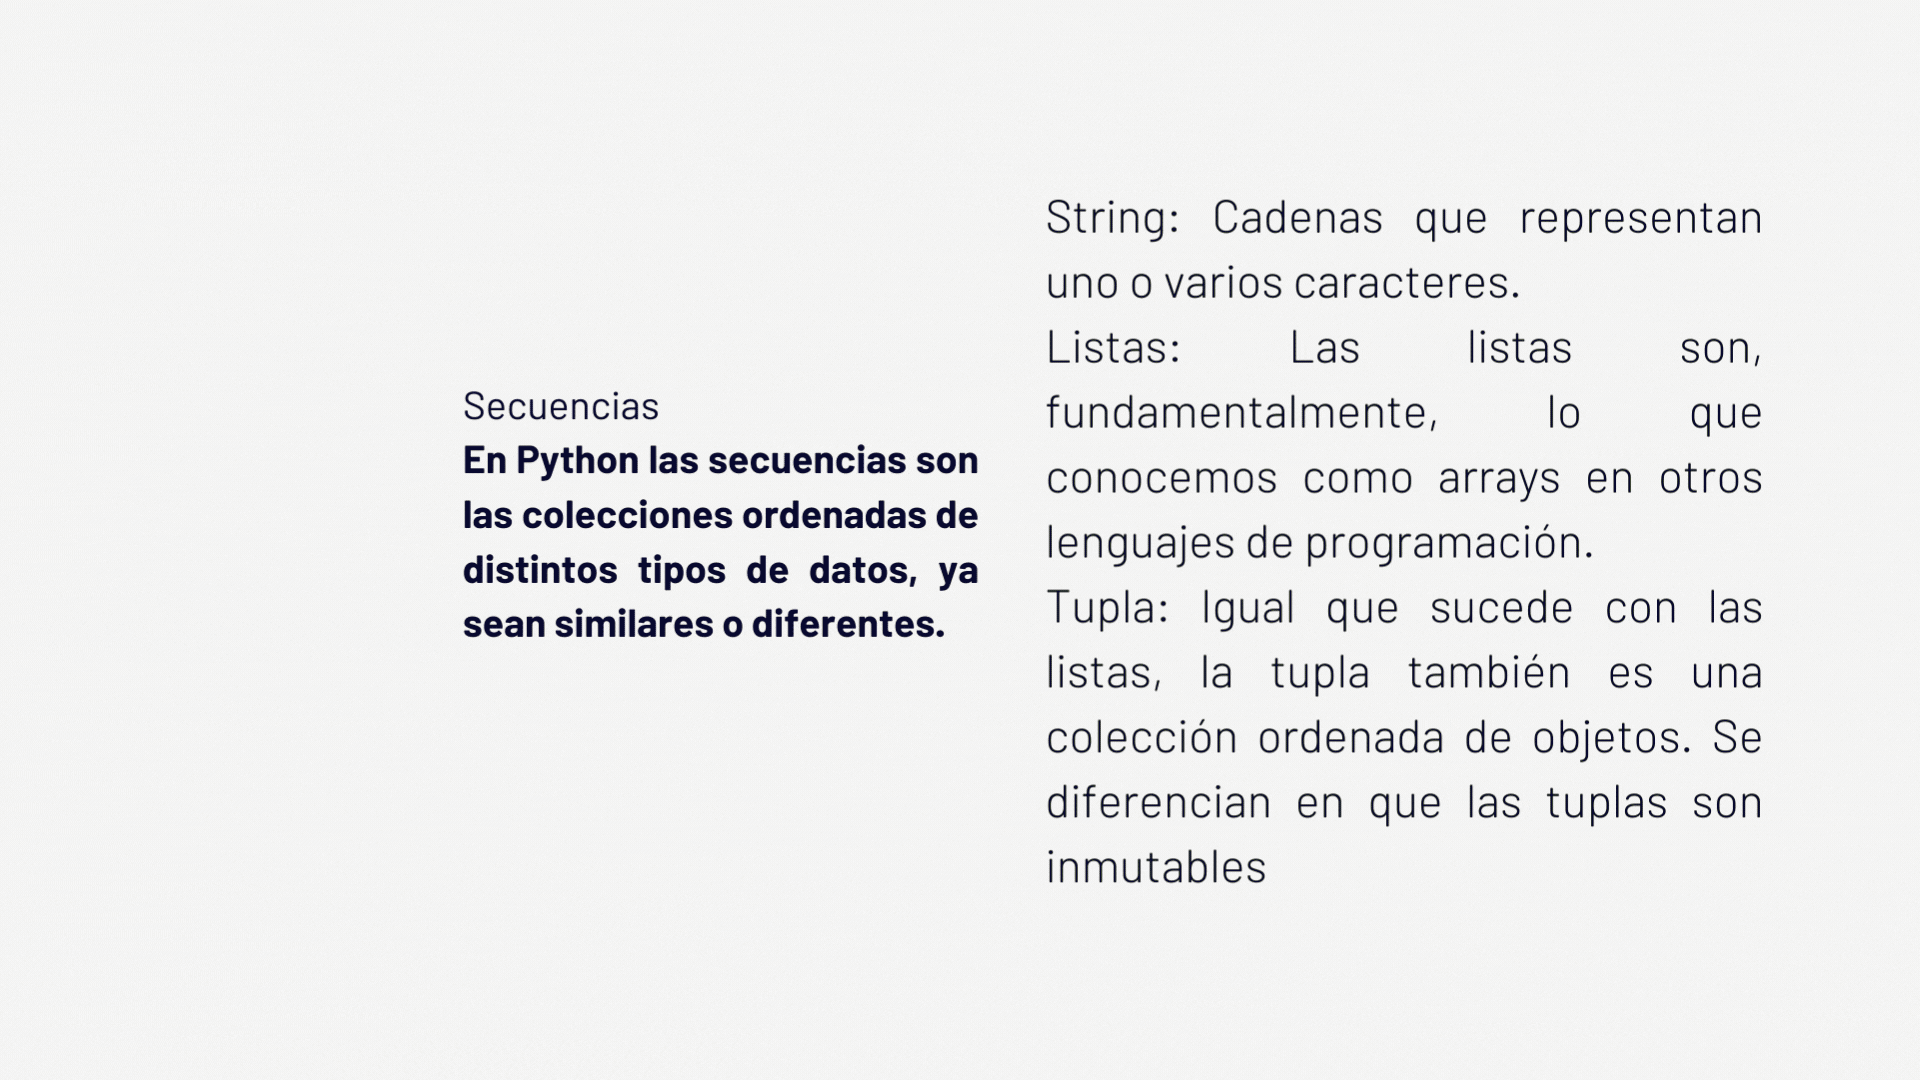 Secuencias
En Python las secuencias son
las colecciones ordenadas de
distintos tipos de datos, ya
sean similares o diferentes.
String: Cadenas que representan
uno o varios caracteres.
Listas: Las listas son,
fundamentalmente, lo que
conocemos como arrays en otros
lenguajes de programación.
Tupla: Igual que sucede con las
listas, la tupla también es una
colección ordenada de objetos. Se
diferencian en que las tuplas son
inmutables